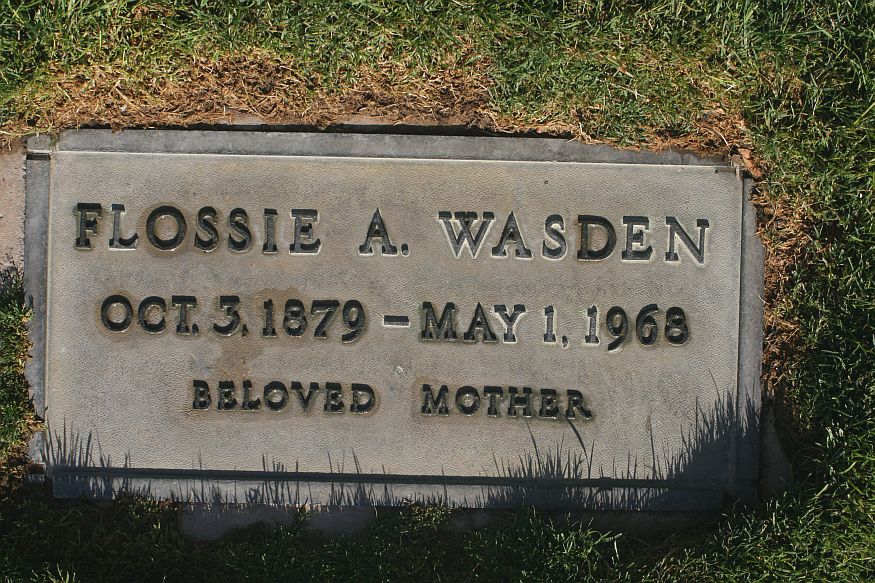 FLOSSIE A. WASDEN
OCT. 3, 1879 – MAY 1, 1968
BELOVED MOTHER